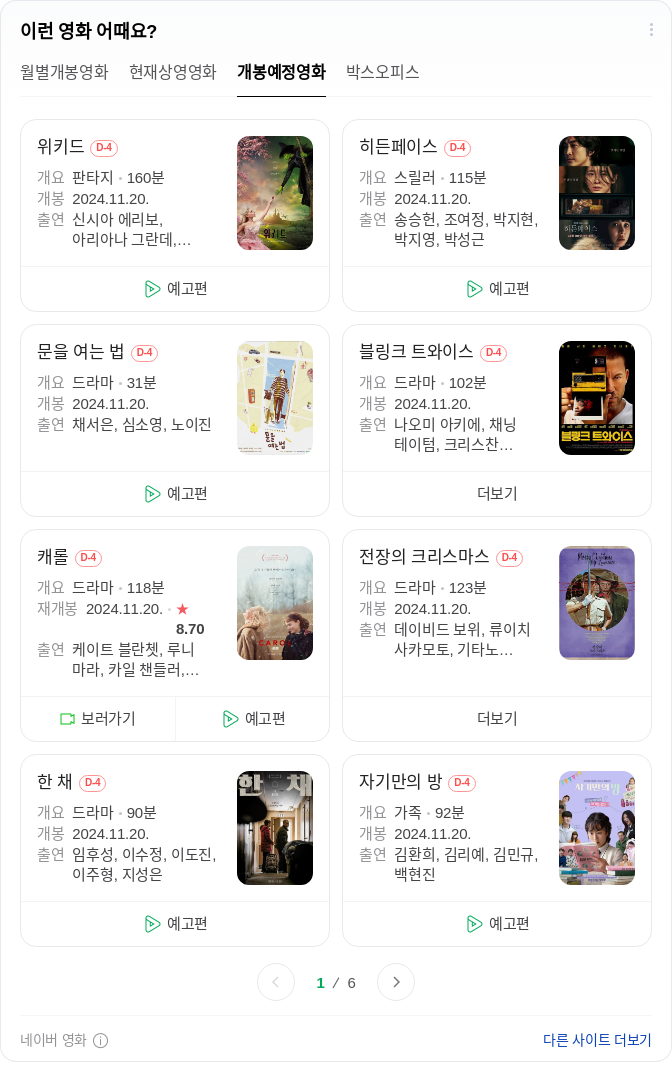 이런 영화 어때요?
월별개봉영화 현재상영영화 개봉예정영화 박스오피스
위키드 D-4
개요 판타지 160분
개봉 2024.11.20.
출연 신시아 에리보,
아리아나 그란데,...
위키드
예고편
히든페이스 D-4
개요 스릴러 115분
개봉 2024.11.20.
출연 송승헌, 조여정, 박지현,
박지영, 박성근
히든페이스
예고편
문을 여는 법 D-4
개요 드라마 31분
개봉 2024.11.20.
출연 채서은, 심소영, 노이진
문을 여는 법
예고편
블링크 트와이스 D-4
개요 드라마 102분
개봉 2024.11.20.
출연 나오미 아키에, 채닝
테이텀, 크리스찬...
블링크 트와이스
더보기
캐롤 D-4
개요 드라마 118분
재개봉 2024.11.20. ★
8.70
출연 케이트 블란쳇, 루니
마라, 카일 챈들러,...
CAROL
보러가기 예고편
전장의 크리스마스 D-4
개요 드라마 123분
개봉 2024.11.20.
출연 데이비드 보위, 류이치
사카모토, 기타노...
더보기
한 채 D-4
개요 드라마 90분
개봉 2024.11.20.
출연 임후성, 이수정, 이도진,
이주형, 지성은
한 채
예고편
자기만의 방 D-4
개요 가족 92분
개봉 2024.11.20.
출연 김환희, 김리예, 김민규,
백현진
자기만의 방
예고편
1 / 6
네이버 영화
다른 사이트 더보기